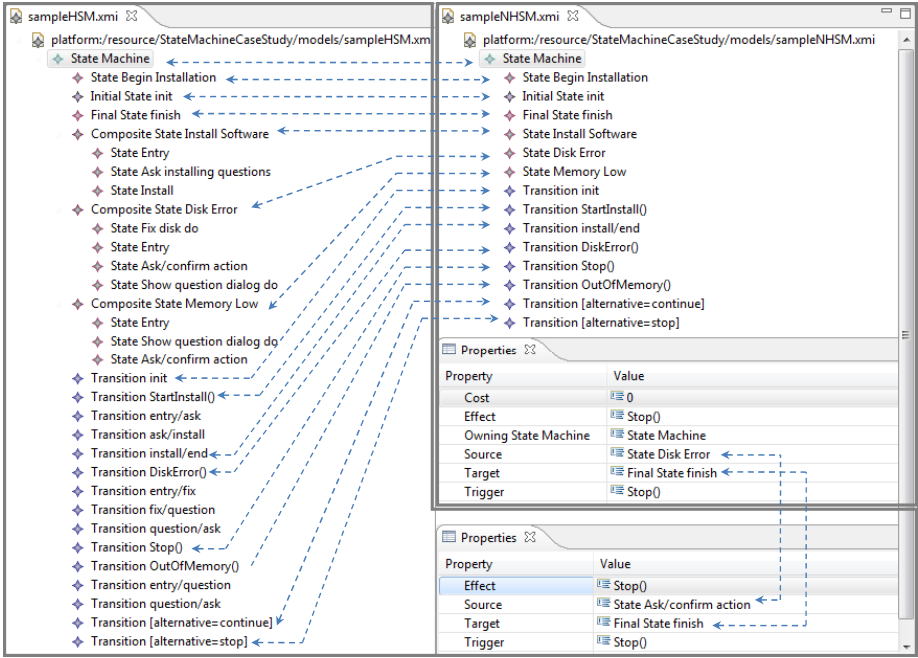 sampleHSM.xmi
platform:/resource/StateMachineCaseStudy/models/sampleHSM.xm
State Machine
State Begin Installation
Initial State init
Final State finish
Composite State Install Software
State Entry
State Ask installing questions
State Install
Composite State Disk Error
State Fix disk do
State Entry
State Ask/confirm action
State Show question dialog do
Composite State Memory Low
State Entry
State Show question dialog do
State Ask/confirm action
Transition init
Transition StartInstall()
Transition entry/ask
Transition ask/install
Transition install/end
Transition DiskError()
Transition entry/fix
Transition fix/question
Transition question/ask
Transition Stop()
Transition OutOfMemory()
Transition entry/question
Transition question/ask
Transition [alternative=continue]
Transition [alternative=stop]
sampleNHSM.xmi
platform:/resource/StateMachineCaseStudy/models/sampleNHSM.xmi
State Machine
State Begin Installation
Initial State init
Final State finish
State Install Software
State Disk Error
State Memory Low
Transition init
Transition StartInstall()
Transition install/end
Transition DiskError()
Transition Stop()
Transition OutOfMemory()
Transition [alternative=continue]
Transition [alternative=stop]
Properties
Property Value
Cost 0
Effect Stop()
Owning State Machine State Machine
Source State Disk Error
Target Final State finish
Trigger Stop()
Properties
Property Value
Effect Stop()
Source State Ask/confirm action
Target Final State finish
Trigger Stop()